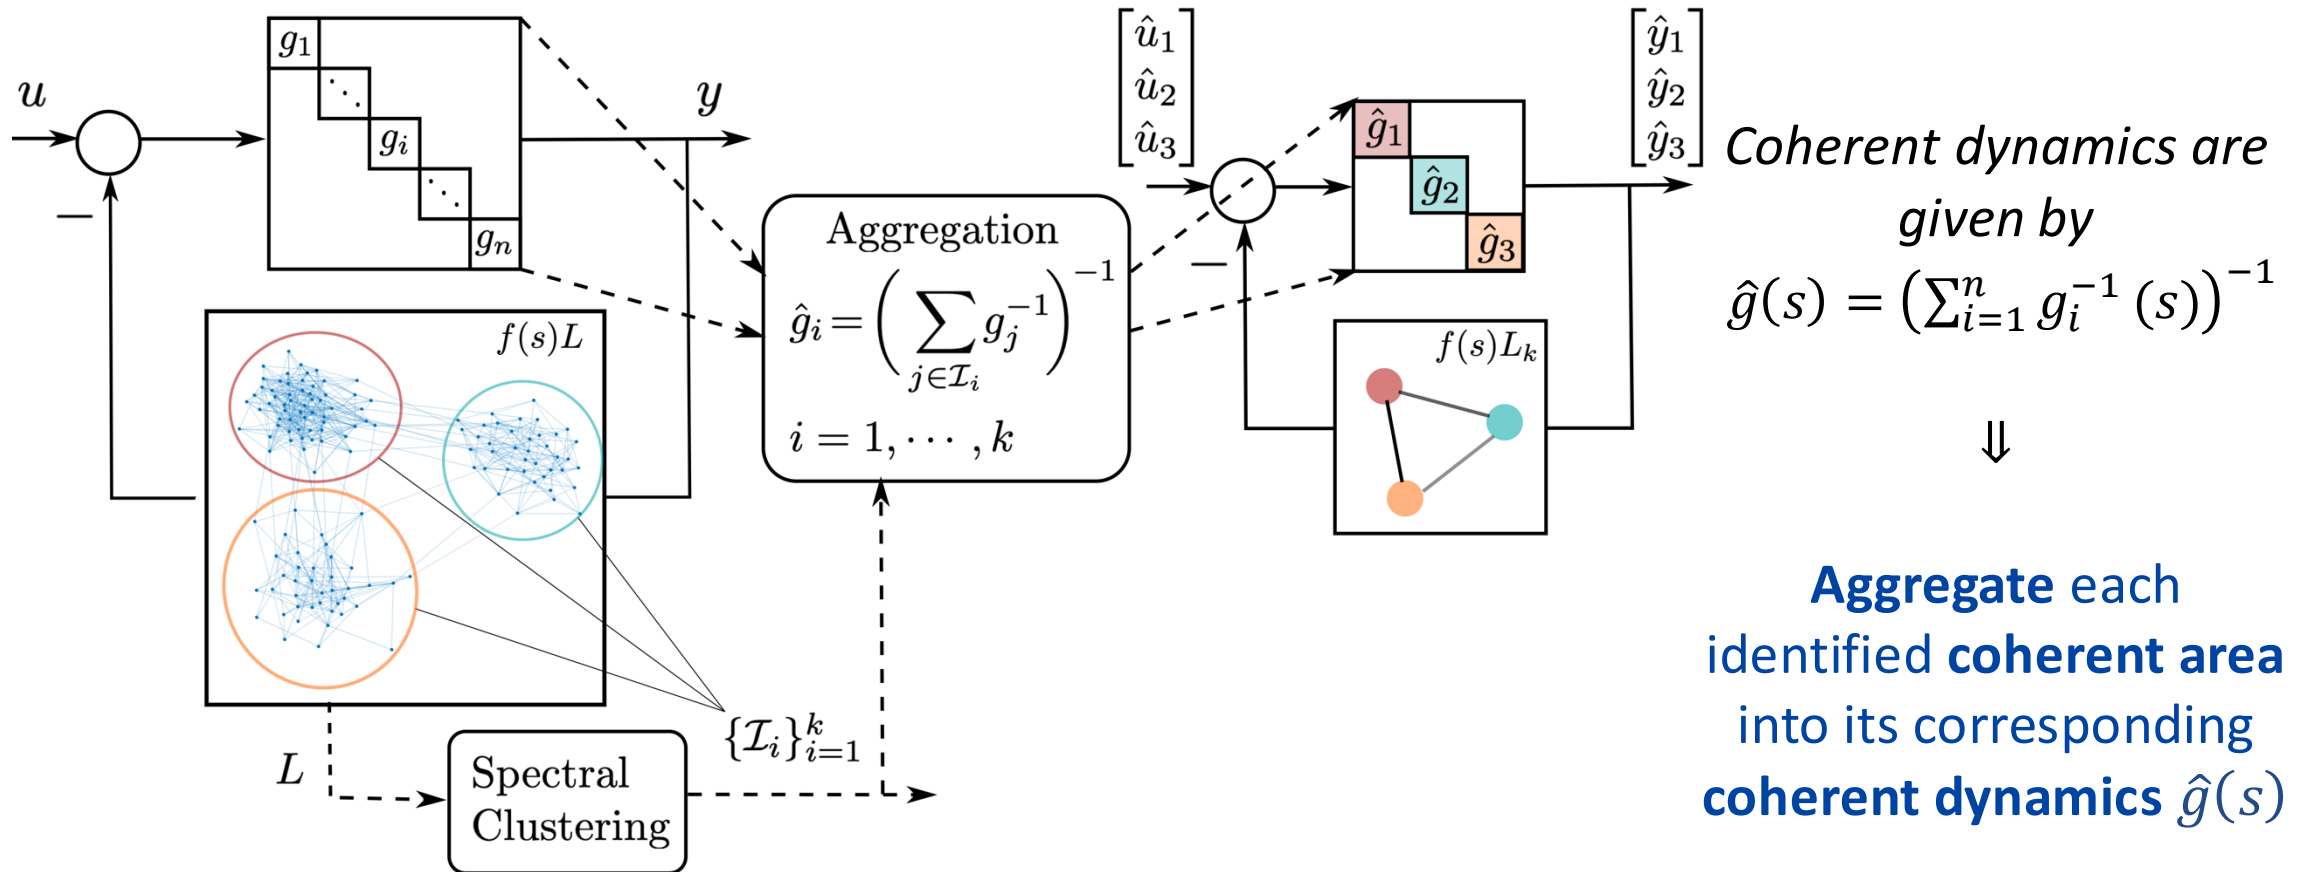 u
−
g₁
⋱
gᵢ
⋱
gₙ
y
f(s)L
L
Spectral
Clustering
{ℐᵢ}ᵏᵢ₌₁
Aggregation
ĝᵢ = (∑_{j∈ℐᵢ} gⱼ⁻¹)⁻¹
i = 1, ⋯ , k
û₁
û₂
û₃
−
ĝ₁
ĝ₂
ĝ₃
ŷ₁
ŷ₂
ŷ₃
f(s)Lₖ
Coherent dynamics are
given by
ĝ(s) = (∑ⁿᵢ₌₁ gᵢ⁻¹ (s))⁻¹
⇓
Aggregate each
identified coherent area
into its corresponding
coherent dynamics ĝ(s)